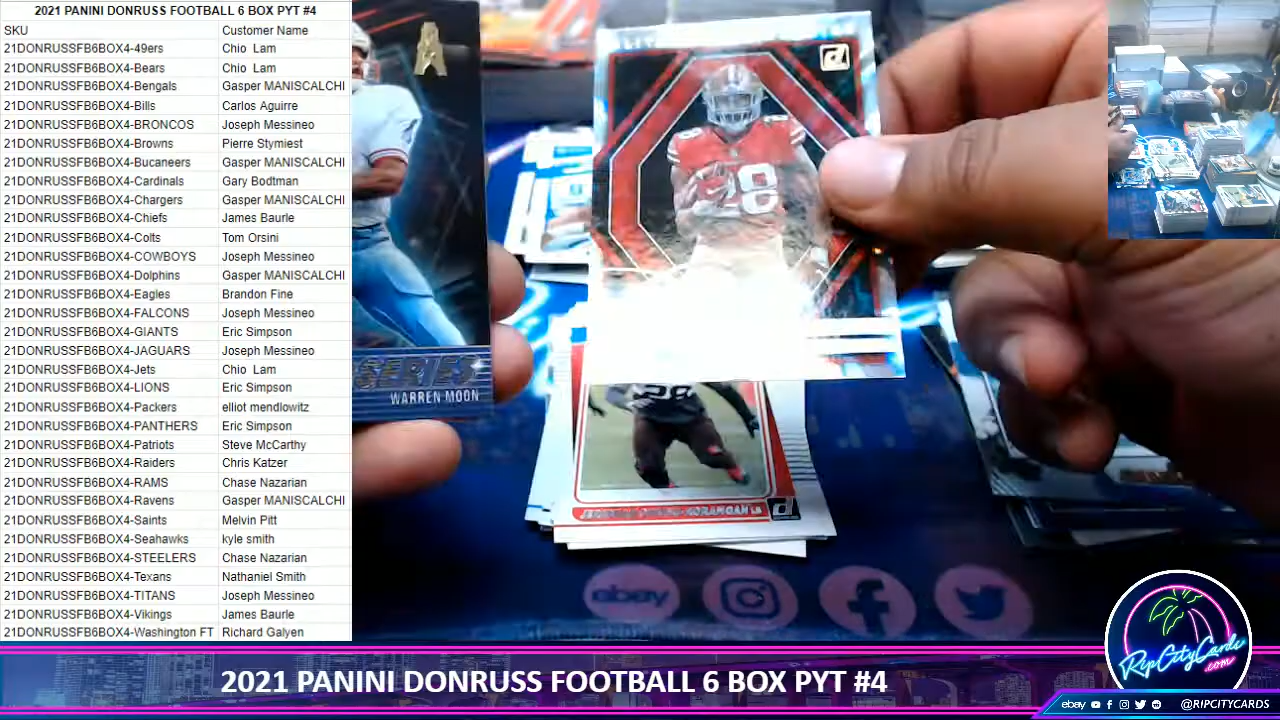 2021 PANINI DONRUSS FOOTBALL 6 BOX PYT #4
SKU Customer Name
21DONRUSSFB6BOX4-49ers Chio Lam
21DONRUSSFB6BOX4-Bears Chio Lam
21DONRUSSFB6BOX4-Bengals Gasper MANISCALCHI
21DONRUSSFB6BOX4-Bills Carlos Aguirre
21DONRUSSFB6BOX4-BRONCOS Joseph Messineo
21DONRUSSFB6BOX4-Browns Pierre Stymiest
21DONRUSSFB6BOX4-Bucaneers Gasper MANISCALCHI
21DONRUSSFB6BOX4-Cardinals Gary Bodtman
21DONRUSSFB6BOX4-Chargers Gasper MANISCALCHI
21DONRUSSFB6BOX4-Chiefs James Baurle
21DONRUSSFB6BOX4-Colts Tom Orsini
21DONRUSSFB6BOX4-COWBOYS Joseph Messineo
21DONRUSSFB6BOX4-Dolphins Gasper MANISCALCHI
21DONRUSSFB6BOX4-Eagles Brandon Fine
21DONRUSSFB6BOX4-FALCONS Joseph Messineo
21DONRUSSFB6BOX4-GIANTS Eric Simpson
21DONRUSSFB6BOX4-JAGUARS Joseph Messineo
21DONRUSSFB6BOX4-Jets Chio Lam
21DONRUSSFB6BOX4-LIONS Eric Simpson
21DONRUSSFB6BOX4-Packers elliot mendlowitz
21DONRUSSFB6BOX4-PANTHERS Eric Simpson
21DONRUSSFB6BOX4-Patriots Steve McCarthy
21DONRUSSFB6BOX4-Raiders Chris Katzer
21DONRUSSFB6BOX4-RAMS Chase Nazarian
21DONRUSSFB6BOX4-Ravens Gasper MANISCALCHI
21DONRUSSFB6BOX4-Saints Melvin Pitt
21DONRUSSFB6BOX4-Seahawks kyle smith
21DONRUSSFB6BOX4-STEELERS Chase Nazarian
21DONRUSSFB6BOX4-Texans Nathaniel Smith
21DONRUSSFB6BOX4-TITANS Joseph Messineo
21DONRUSSFB6BOX4-Vikings James Baurle
21DONRUSSFB6BOX4-Washington FT Richard Galyen
28
SERIES
WARREN MOON
28
ebay
RipCityCards
.com
2021 PANINI DONRUSS FOOTBALL 6 BOX PYT #4
ebay @RIPCITYCARDS